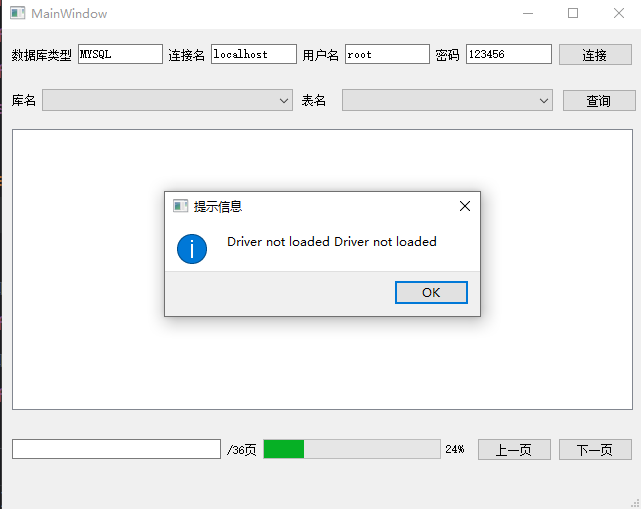 MainWindow
数据库类型 MYSQL 连接名 localhost 用户名 root 密码 123456 连接
库名 表名 查询
提示信息
Driver not loaded Driver not loaded
OK
/36页 24% 上一页 下一页